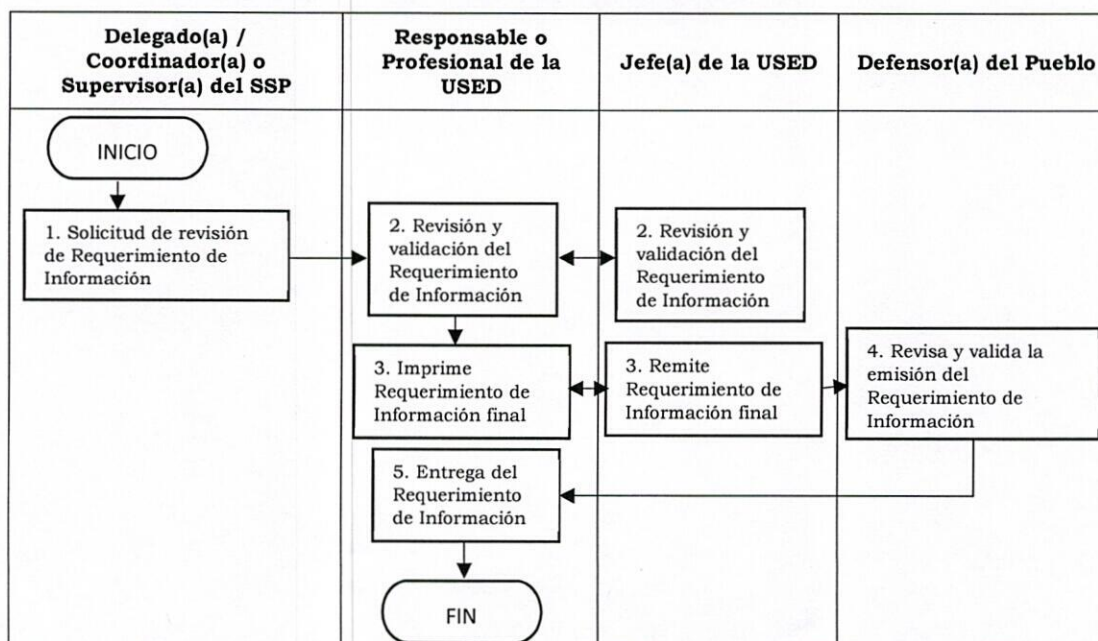 Delegado(a) /
Coordinador(a) o
Supervisor(a) del SSP
Responsable o
Profesional de la
USED
Jefe(a) de la USED
Defensor(a) del Pueblo
INICIO
1. Solicitud de revisión
de Requerimiento de
Información
2. Revisión y
validación del
Requerimiento
de Información
2. Revisión y
validación del
Requerimiento
de Información
3. Imprime
Requerimiento de
Información final
3. Remite
Requerimiento de
Información final
4. Revisa y valida la
emisión del
Requerimiento de
Información
5. Entrega del
Requerimiento
de Información
FIN